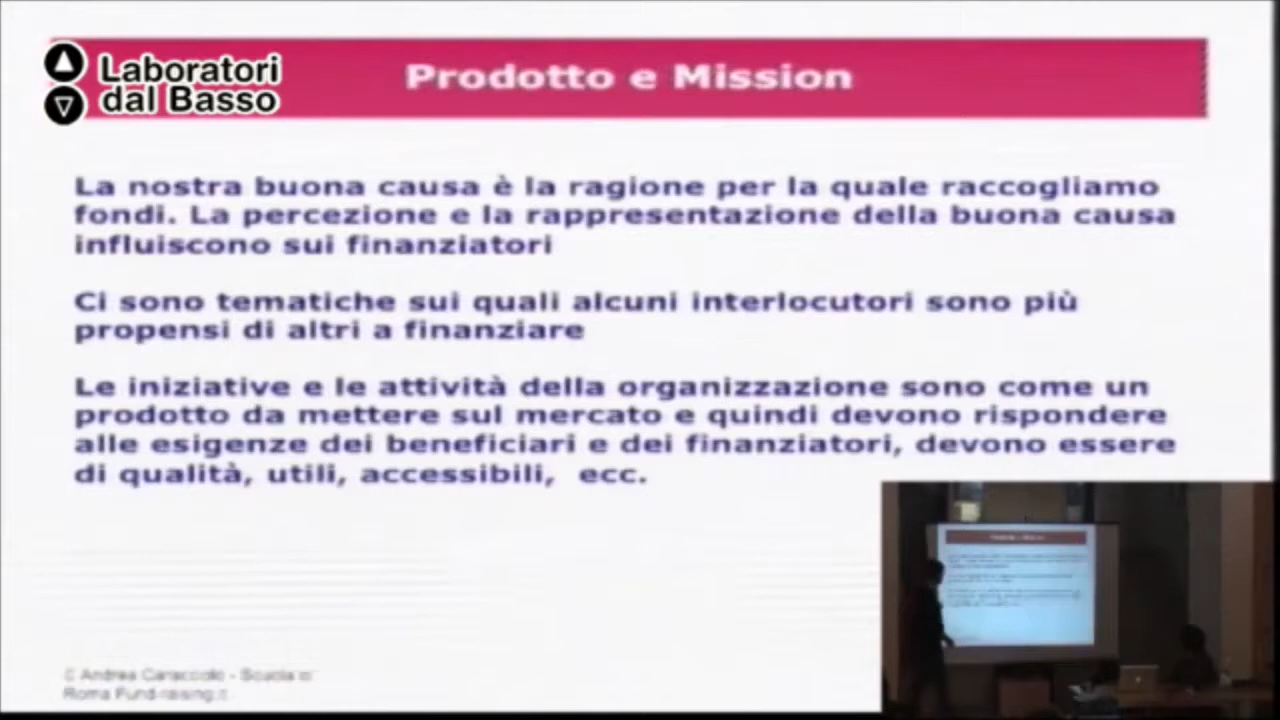 Laboratori
dal Basso
Prodotto e Mission
La nostra buona causa è la ragione per la quale raccogliamo
fondi. La percezione e la rappresentazione della buona causa
influiscono sui finanziatori
Ci sono tematiche sui quali alcuni interlocutori sono più
propensi di altri a finanziare
Le iniziative e le attività della organizzazione sono come un
prodotto da mettere sul mercato e quindi devono rispondere
alle esigenze dei beneficiari e dei finanziatori, devono essere
di qualità, utili, accessibili, ecc.
Andrea Caracciolo - Scuola
Roma Fund-raising.it